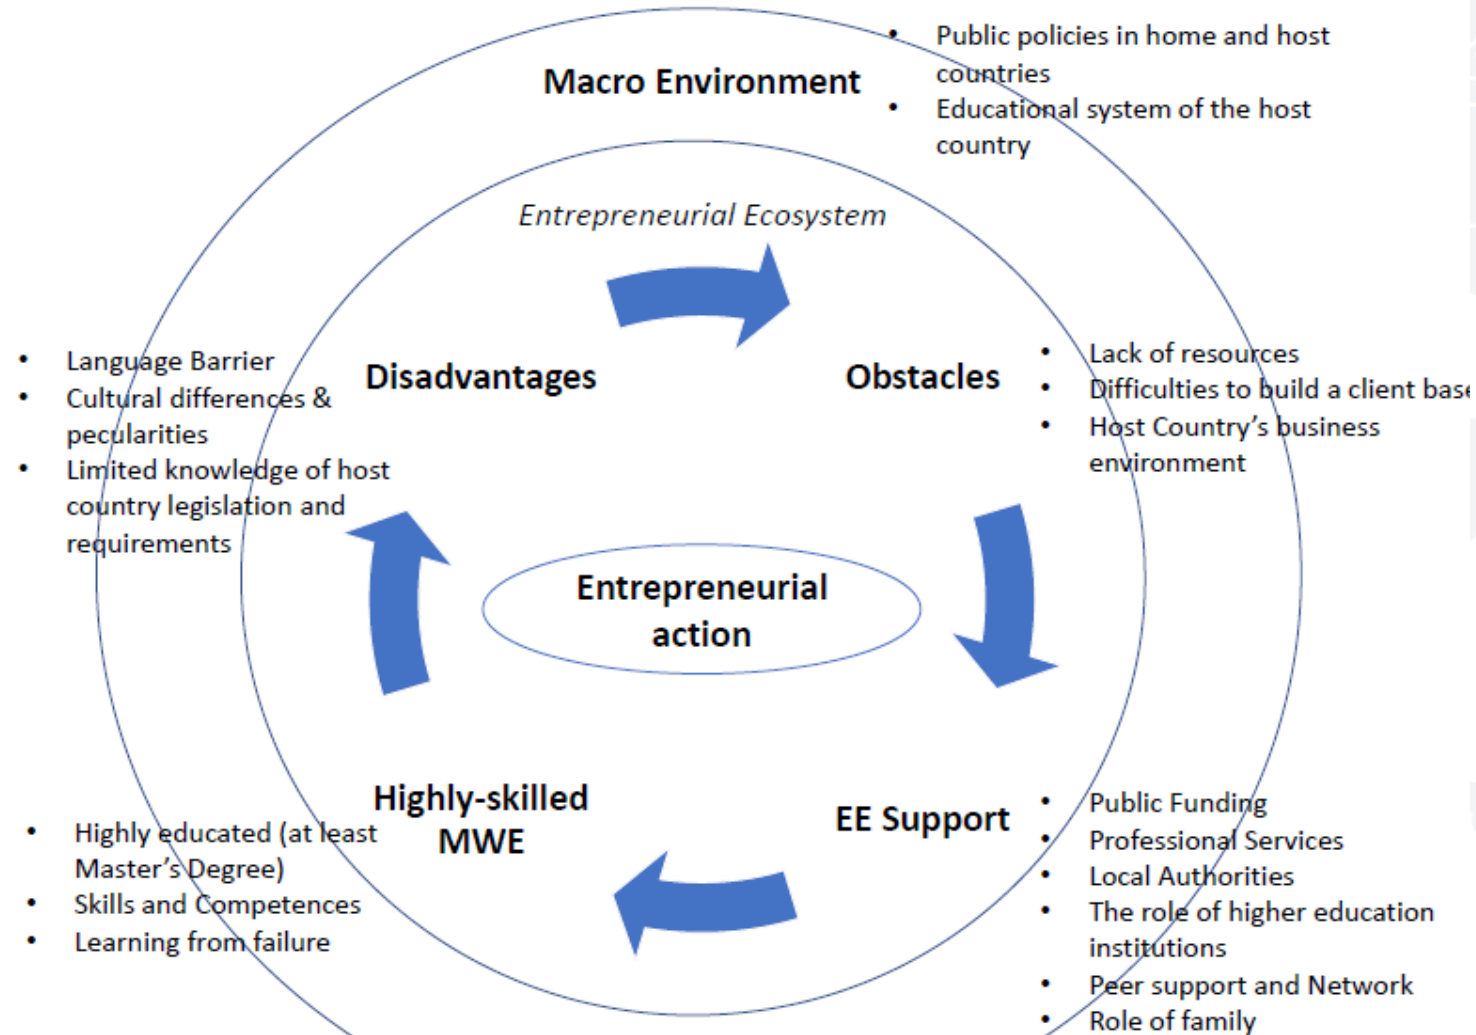 Macro Environment
• Public policies in home and host
countries
• Educational system of the host
country
Entrepreneurial Ecosystem
Disadvantages
• Language Barrier
• Cultural differences &
pecularities
• Limited knowledge of host
country legislation and
requirements
Obstacles
• Lack of resources
• Difficulties to build a client base
• Host Country's business
environment
Entrepreneurial
action
Highly-skilled
MWE
• Highly educated (at least
Master's Degree)
• Skills and Competences
• Learning from failure
EE Support
• Public Funding
• Professional Services
• Local Authorities
• The role of higher education
institutions
• Peer support and Network
• Role of family